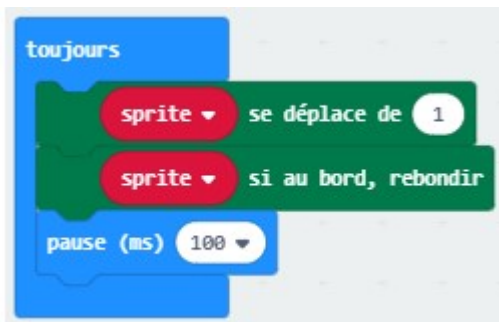 toujours
sprite se déplace de 1
sprite si au bord, rebondir
pause (ms) 100